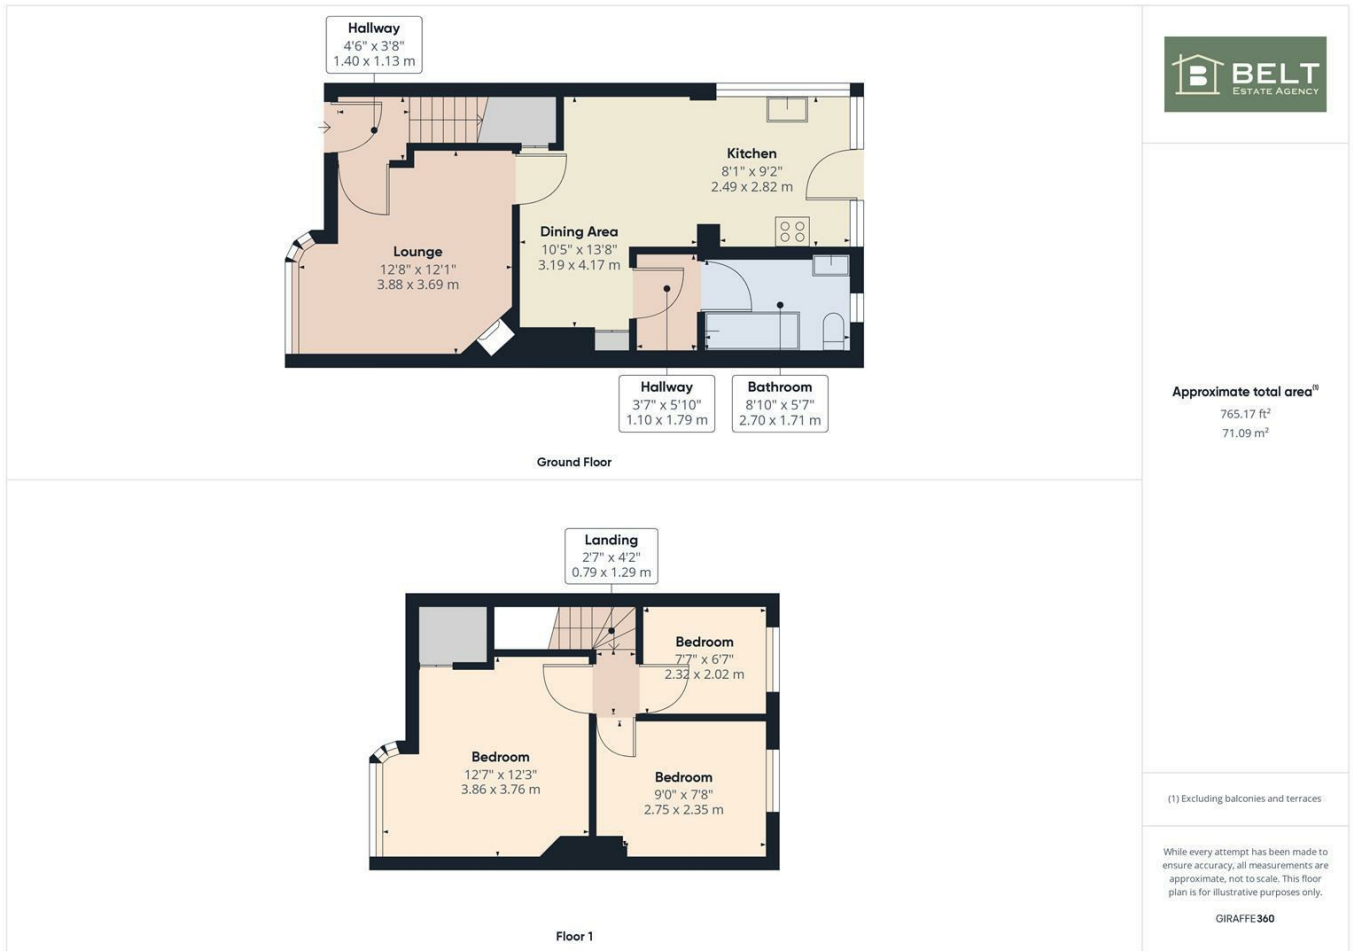 Hallway
4'6" x 3'8"
1.40 x 1.13 m
Kitchen
8'1" x 9'2"
2.49 x 2.82 m
Dining Area
10'5" x 13'8"
3.19 x 4.17 m
Lounge
12'8" x 12'1"
3.88 x 3.69 m
Hallway
3'7" x 5'10"
1.10 x 1.79 m
Bathroom
8'10" x 5'7"
2.70 x 1.71 m
Ground Floor
Landing
2'7" x 4'2"
0.79 x 1.29 m
Bedroom
7'7" x 6'7"
2.32 x 2.02 m
Bedroom
12'7" x 12'3"
3.86 x 3.76 m
Bedroom
9'0" x 7'8"
2.75 x 2.35 m
Floor 1
B BELT
ESTATE AGENCY
Approximate total area(1)
765.17 ft²
71.09 m²
(1) Excluding balconies and terraces
While every attempt has been made to
ensure accuracy, all measurements are
approximate, not to scale. This floor
plan is for illustrative purposes only.
GIRAFFE360